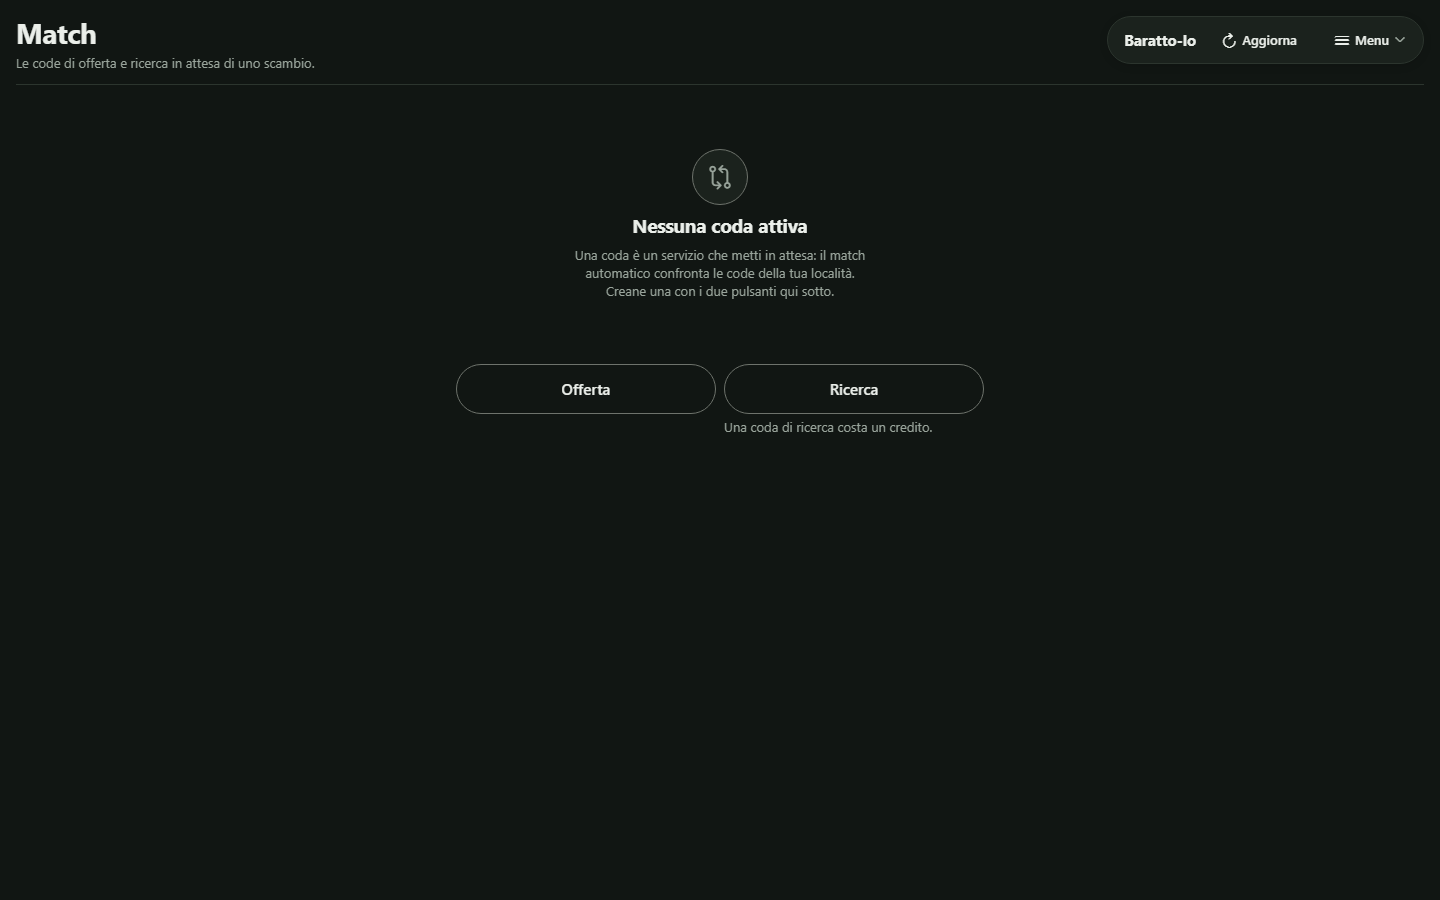 Match
Le code di offerta e ricerca in attesa di uno scambio.
Baratto-lo
Aggiorna
Menu
Nessuna coda attiva
Una coda è un servizio che metti in attesa: il match
automatico confronta le code della tua località.
Creane una con i due pulsanti qui sotto.
Offerta
Ricerca
Una coda di ricerca costa un credito.